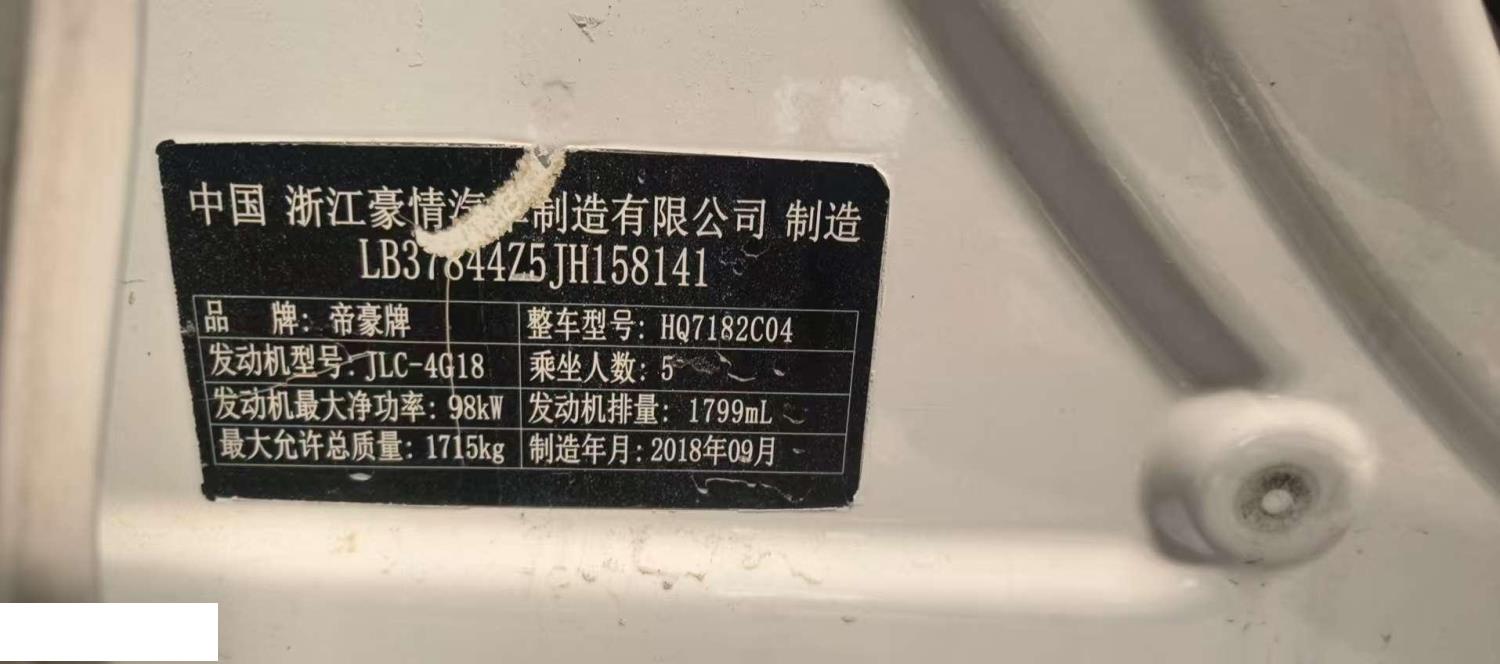 中国 浙江豪情汽车制造有限公司 制造
LB37844Z5JH158141
品 牌: 帝豪牌 整车型号: HQ7182C04
发动机型号: JLC-4G18 乘坐人数: 5
发动机最大净功率: 98kW 发动机排量: 1799mL
最大允许总质量: 1715kg 制造年月: 2018年09月